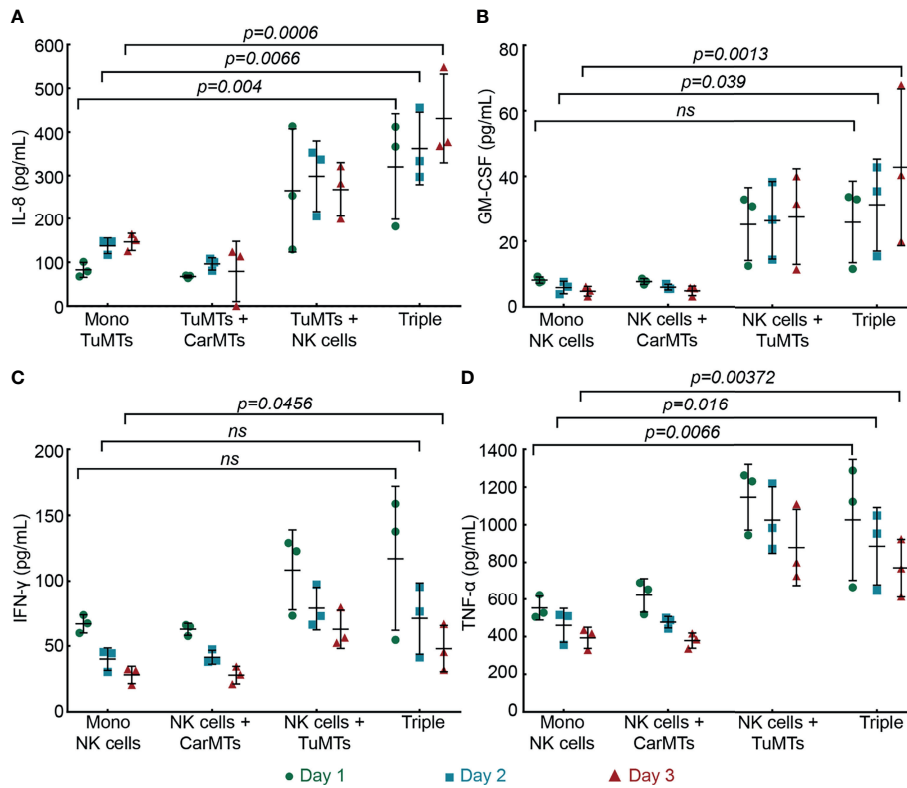 A
p=0.0006
p=0.0066
p=0.004
IL-8 (pg/mL)
600
500
400
300
200
100
0
Mono TuMTs
TuMTs + CarMTs
TuMTs + NK cells
Triple
B
p=0.0013
p=0.039
ns
GM-CSF (pg/mL)
80
60
40
20
0
Mono NK cells
NK cells + CarMTs
NK cells + TuMTs
Triple
C
p=0.0456
ns
ns
IFN-γ (pg/mL)
200
150
100
50
0
Mono NK cells
NK cells + CarMTs
NK cells + TuMTs
Triple
D
p=0.00372
p=0.016
p=0.0066
TNF-α (pg/mL)
1400
1200
1000
800
600
400
200
0
Mono NK cells
NK cells + CarMTs
NK cells + TuMTs
Triple
Day 1
Day 2
Day 3